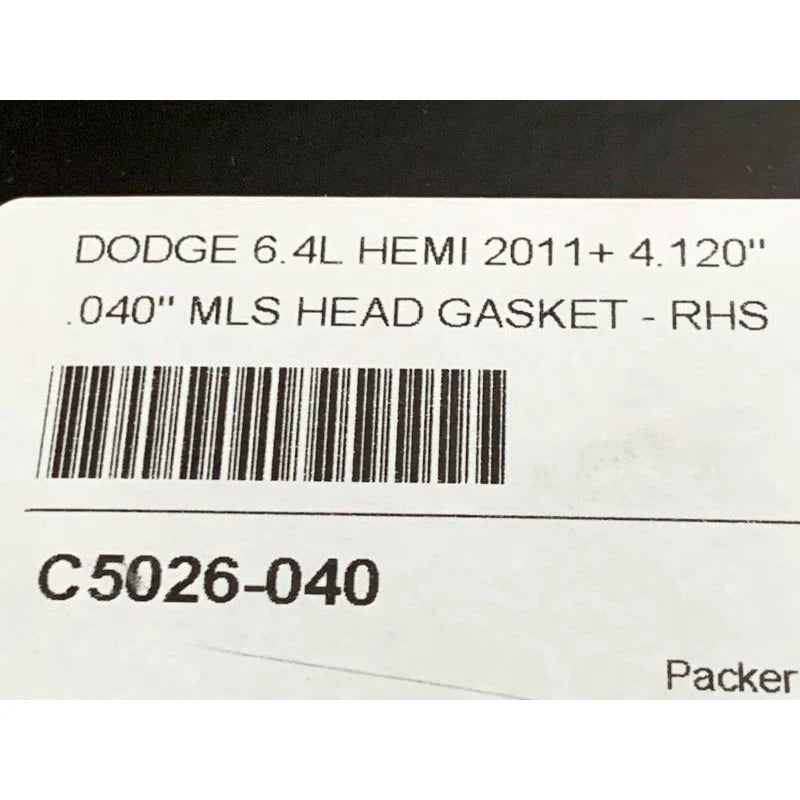 DODGE 6.4L HEMI 2011+ 4.120"
.040" MLS HEAD GASKET - RHS
C5026-040
Packer